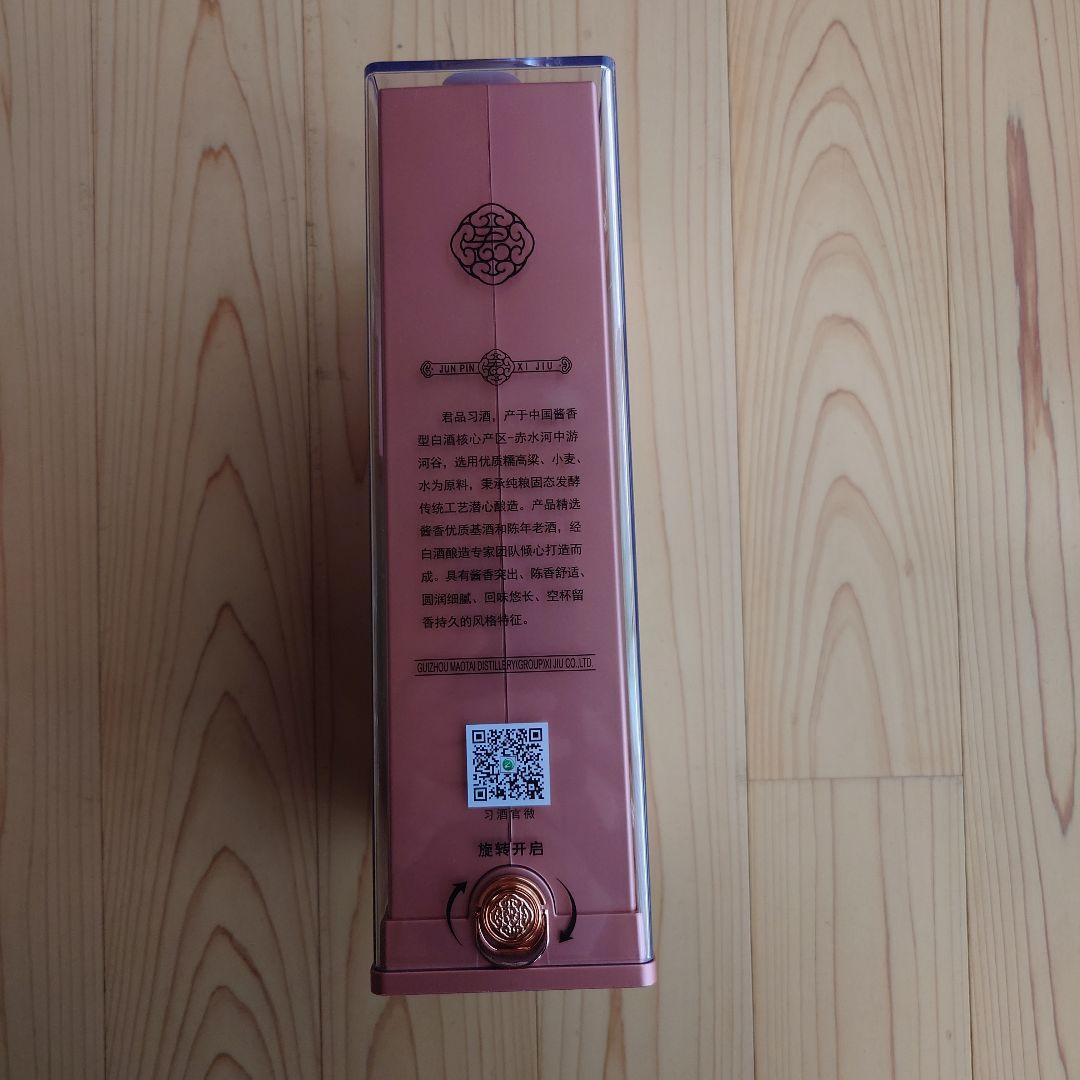 君
JUN PIN 君 XI JIU
君品习酒，产于中国酱香
型白酒核心产区-赤水河中游
河谷，选用优质糯高粱、小麦、
水为原料，秉承纯粮固态发酵
传统工艺潜心酿造。产品精选
酱香优质基酒和陈年老酒，经
白酒酿造专家团队倾心打造而
成。具有酱香突出、陈香舒适、
圆润细腻、回味悠长、空杯留
香持久的风格特征。
GUIZHOU MAOTAI DISTILLERY(GROUP)XI JIU CO.,LTD.
习酒官微
旋转开启